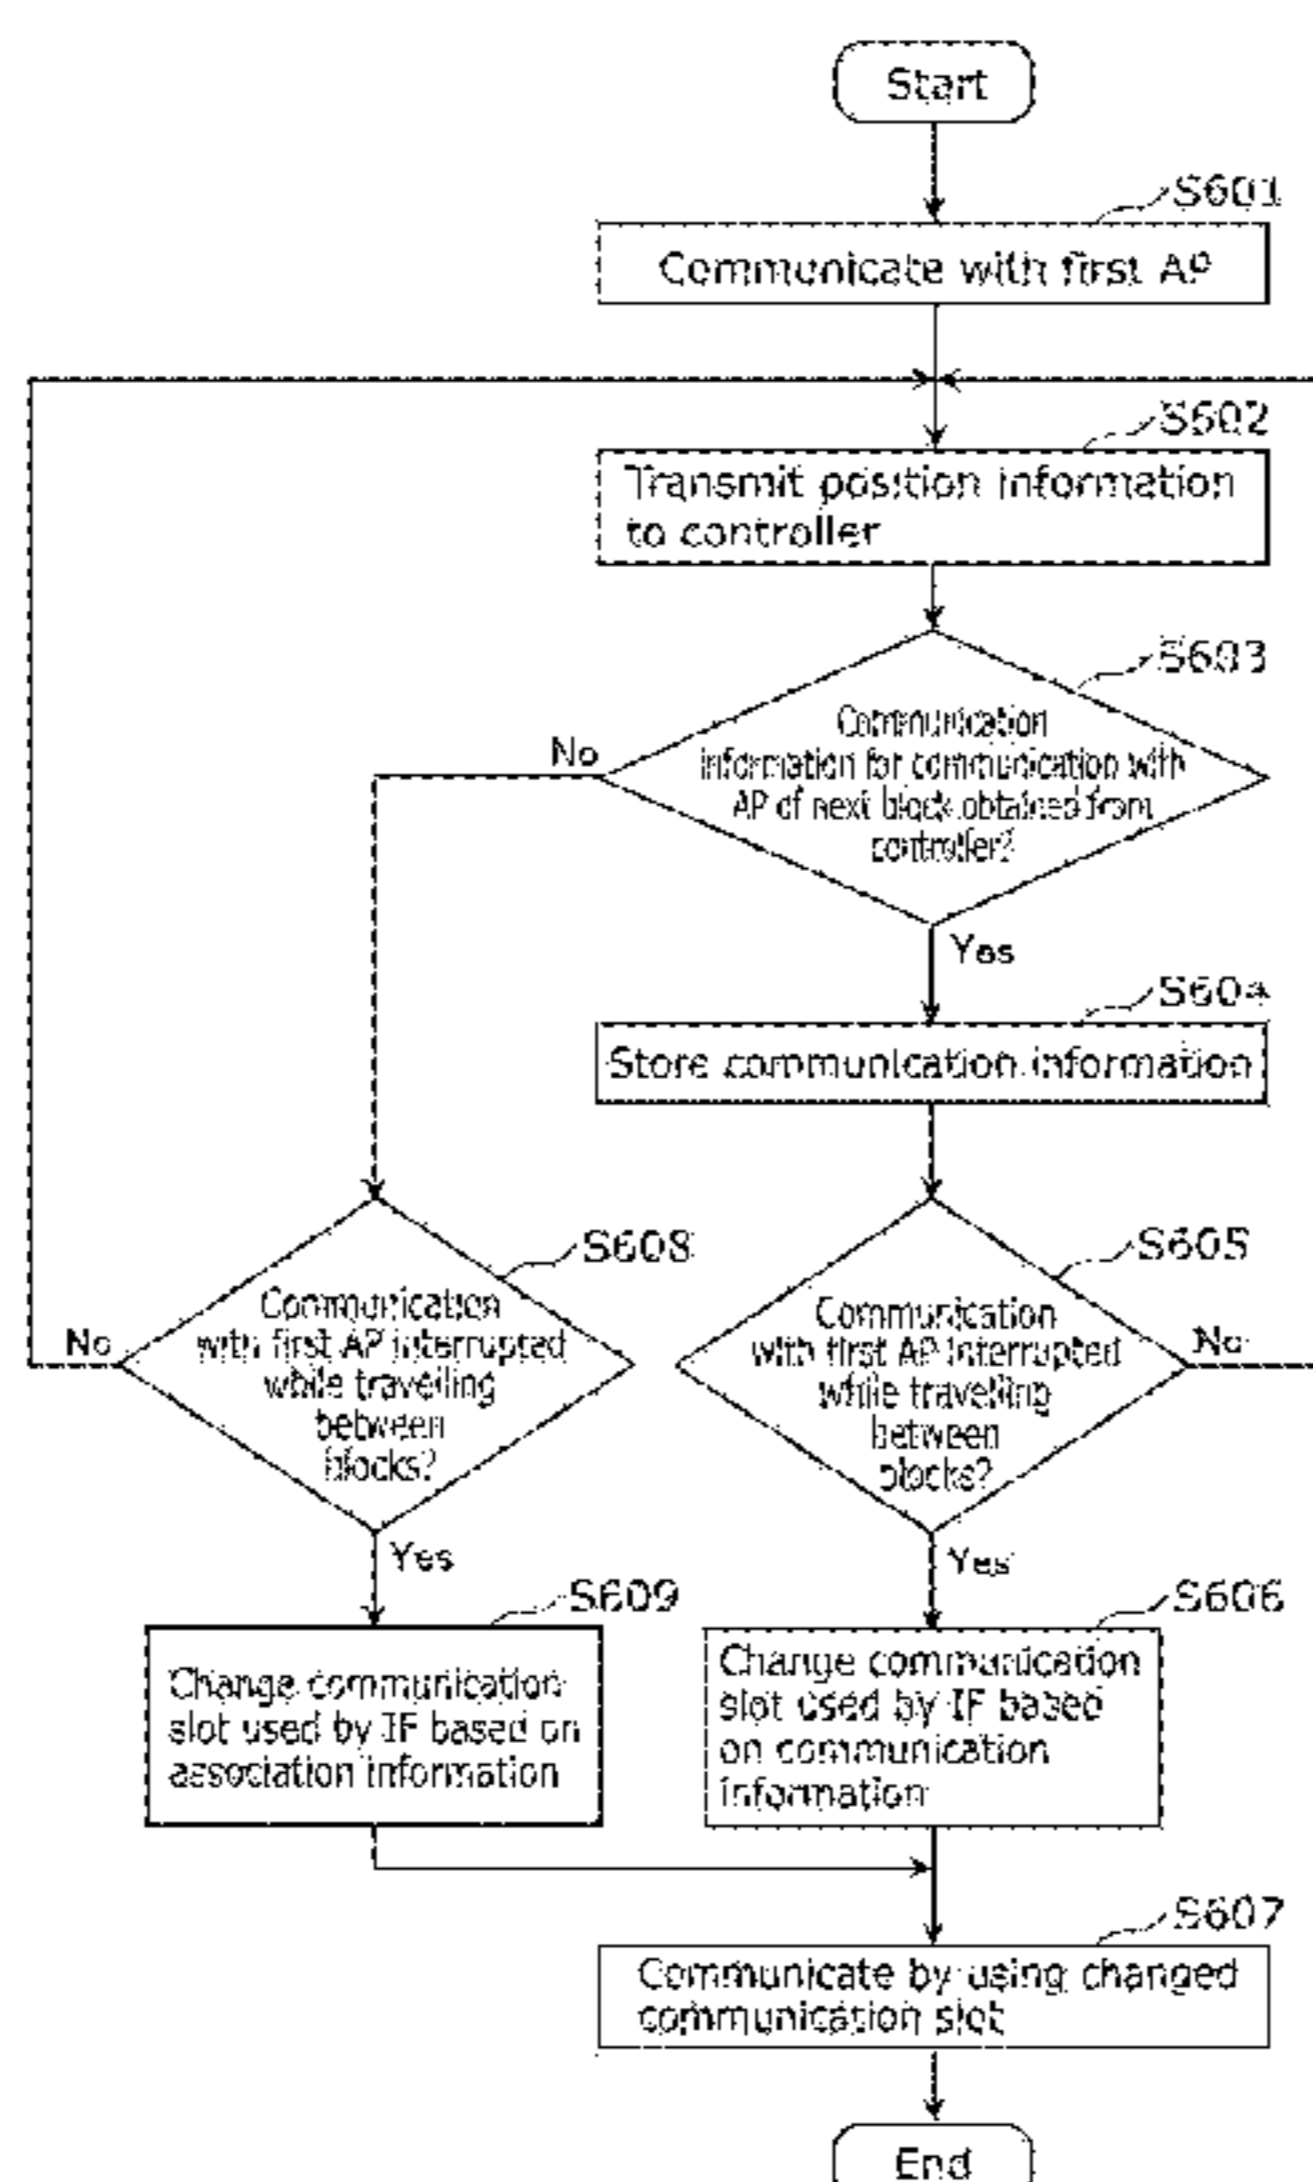 Start
S601
Communicate with first AP
S602
Transmit position information
to controller
S603
Communication
information for communication with
AP of next block obtained from
controller?
No
Yes
S604
Store communication information
S608
Communication
with first AP interrupted
while travelling
between
blocks?
No
Yes
S605
Communication
with first AP interrupted
while travelling
between
blocks?
No
Yes
S609
Change communication
slot used by IF based on
association information
S606
Change communication
slot used by IF based
on communication
information
S607
Communicate by using changed
communication slot
End